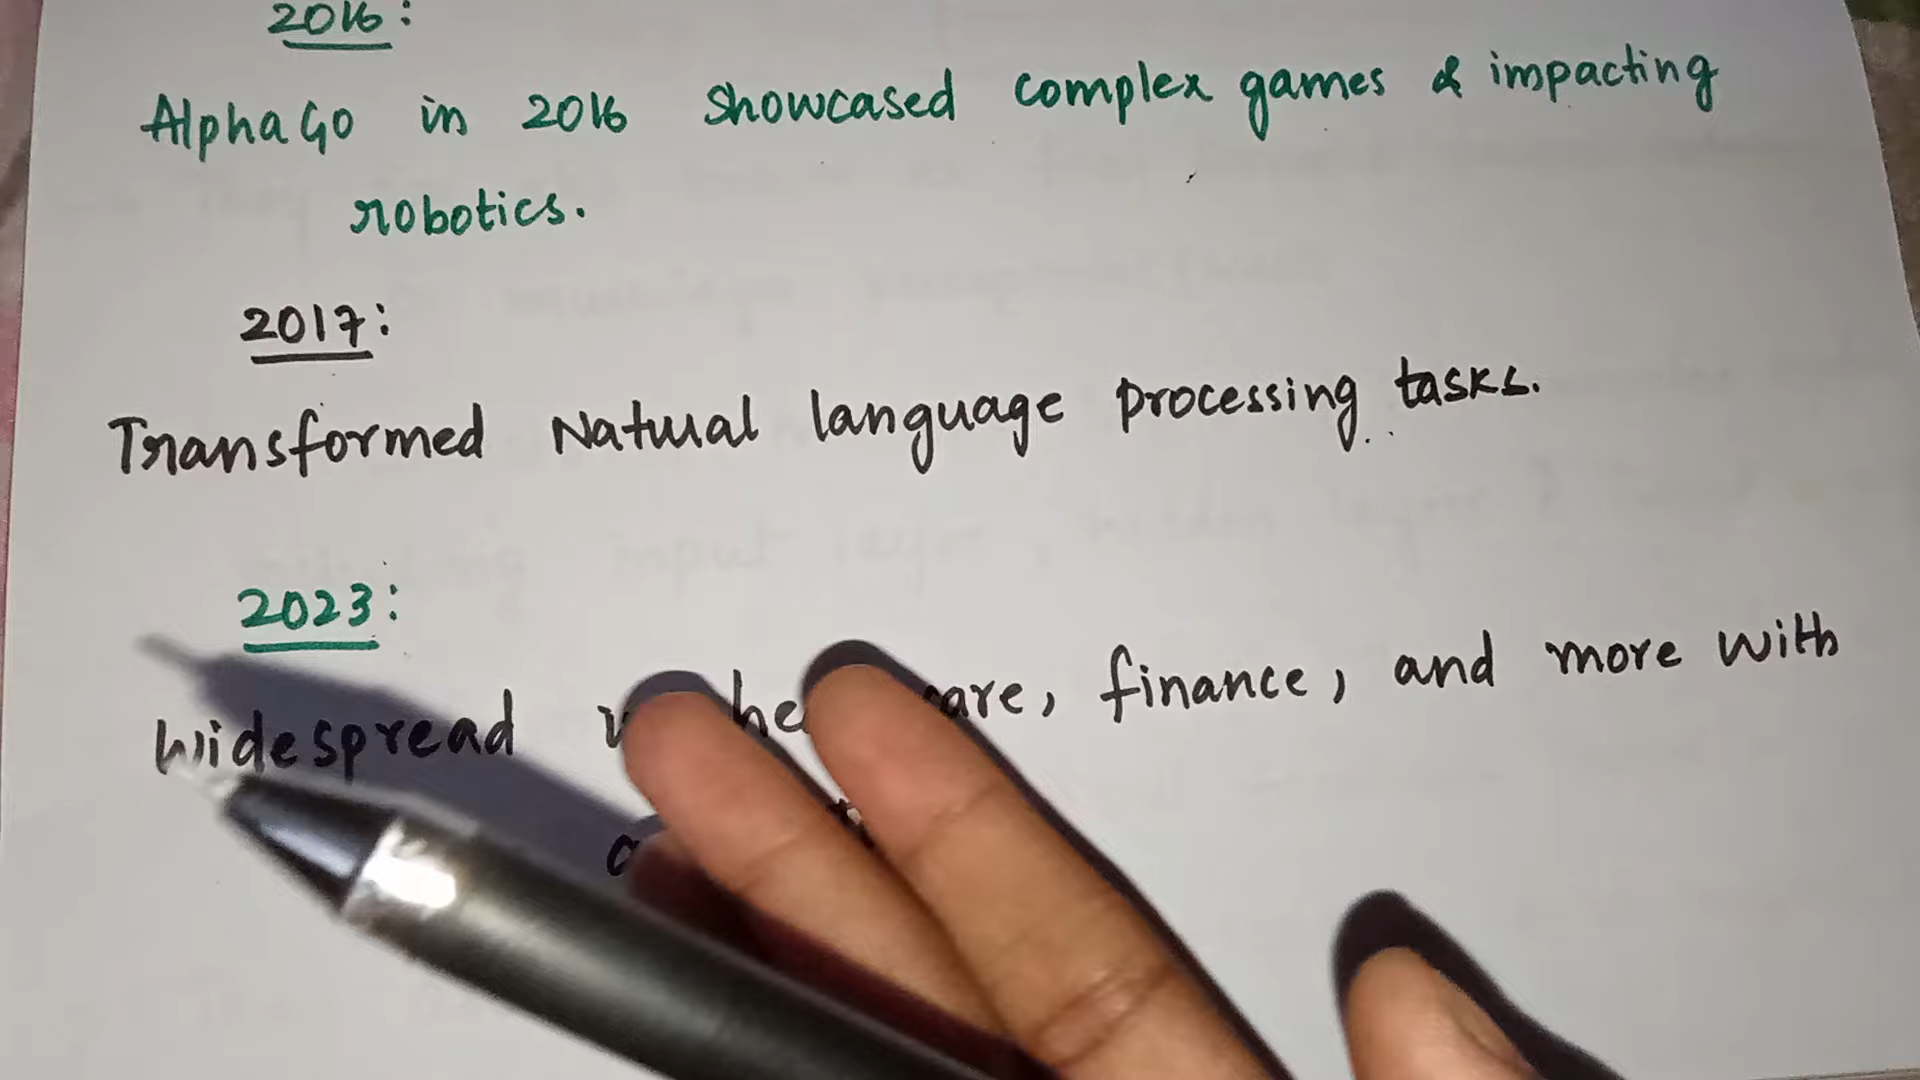 2016:
AlphaGo in 2016 showcased complex games & impacting
robotics.
2017:
Transformed Natural language processing tasks.
2023:
Widespread finance, and more with